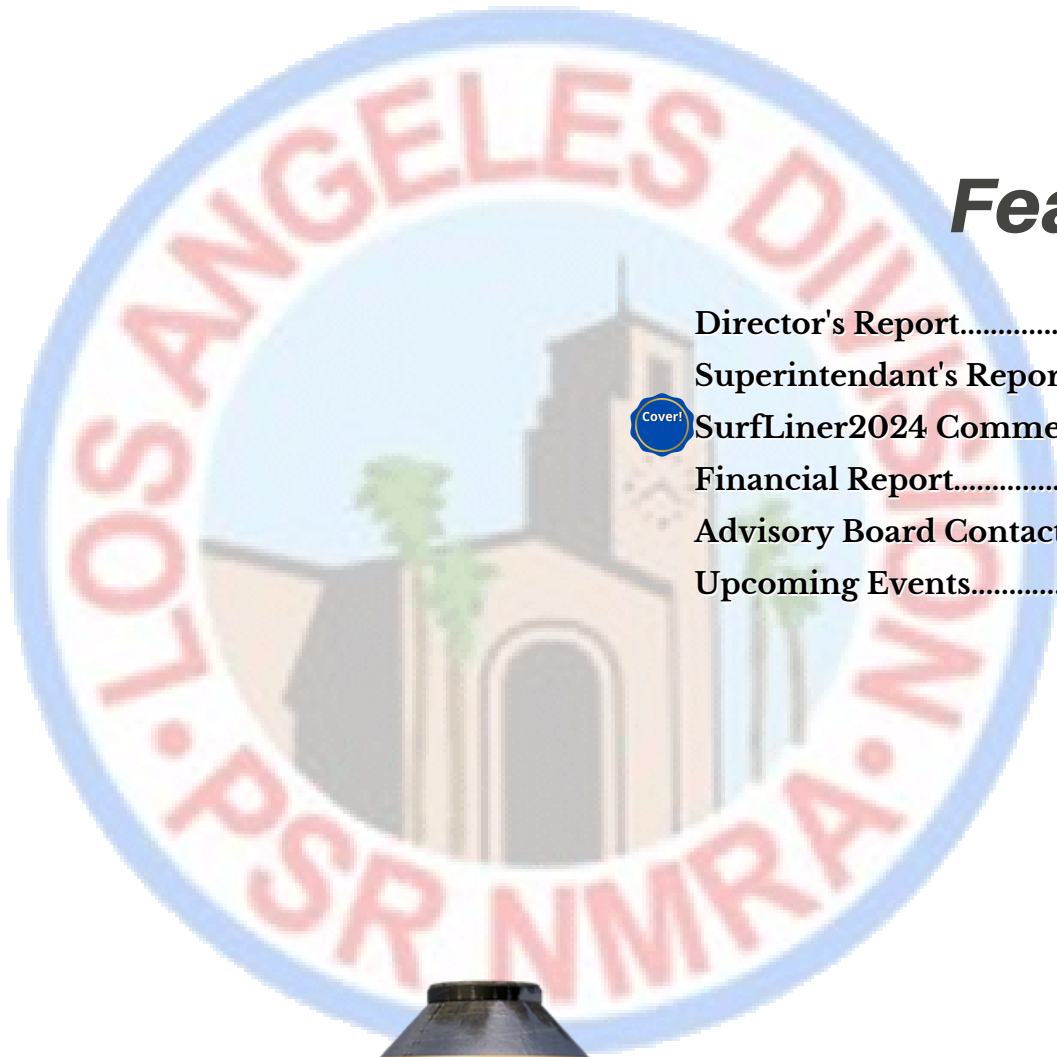 LOS ANGELES DIVISION • PSR NMRA •
Fea
Director's Report.............
Superintendant's Repor
Cover!
SurfLiner2024 Comme
Financial Report..............
Advisory Board Contact
Upcoming Events...........